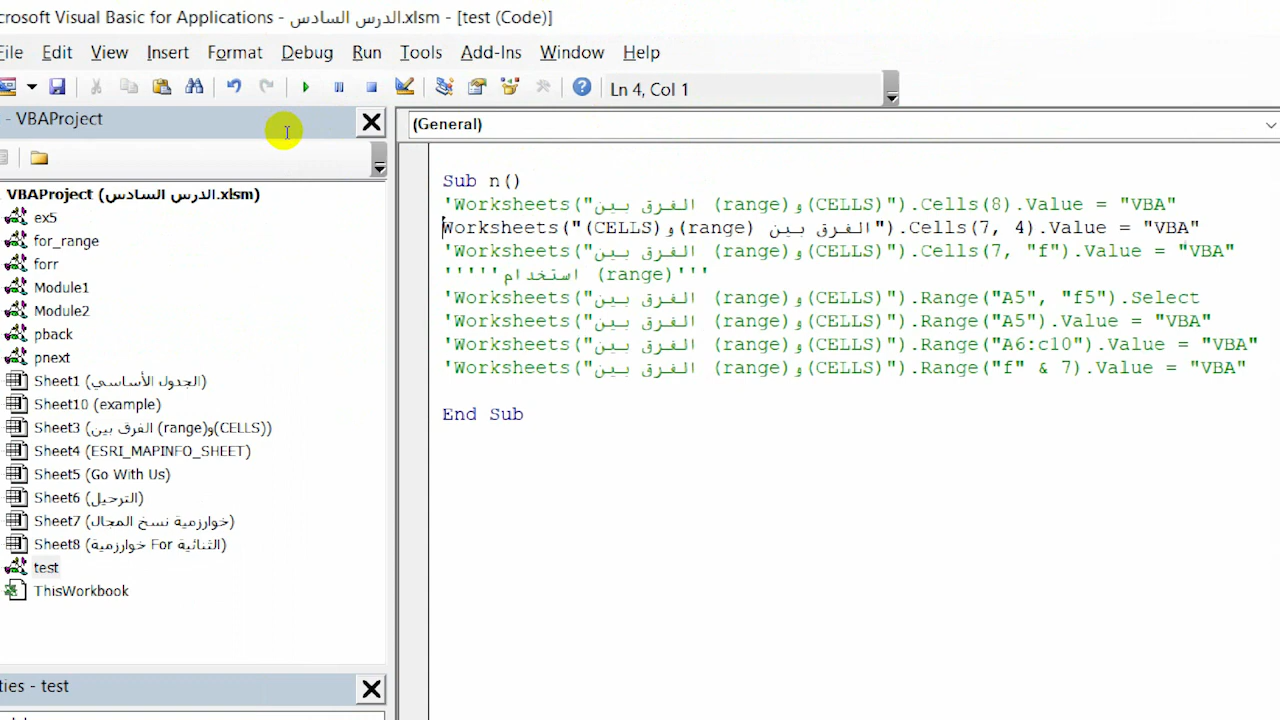 crosoft Visual Basic for Applications - الدرس السادس.xlsm - [test (Code)]
File Edit View Insert Format Debug Run Tools Add-Ins Window Help
Ln 4, Col 1
- VBAProject
(General)
VBAProject (الدرس السادس.xlsm)
ex5
for_range
forr
Module1
Module2
pback
pnext
Sheet1 (الجدول الأساسي)
Sheet10 (example)
Sheet3 (الفرق بين (range)و(CELLS))
Sheet4 (ESRI_MAPINFO_SHEET)
Sheet5 (Go With Us)
Sheet6 (الترحيل)
Sheet7 (خوارزمية نسخ المجال)
Sheet8 (خوارزمية For الثنائية)
test
ThisWorkbook
ties - test
Sub n()
'Worksheets("الفرق بين (range)و(CELLS)").Cells(8).Value = "VBA"
Worksheets("الفرق بين (range)و(CELLS)").Cells(7, 4).Value = "VBA"
'Worksheets("الفرق بين (range)و(CELLS)").Cells(7, "f").Value = "VBA"
'''''استخدام (range)'''
'Worksheets("الفرق بين (range)و(CELLS)").Range("A5", "f5").Select
'Worksheets("الفرق بين (range)و(CELLS)").Range("A5").Value = "VBA"
'Worksheets("الفرق بين (range)و(CELLS)").Range("A6:c10").Value = "VBA"
'Worksheets("الفرق بين (range)و(CELLS)").Range("f" & 7).Value = "VBA"
End Sub